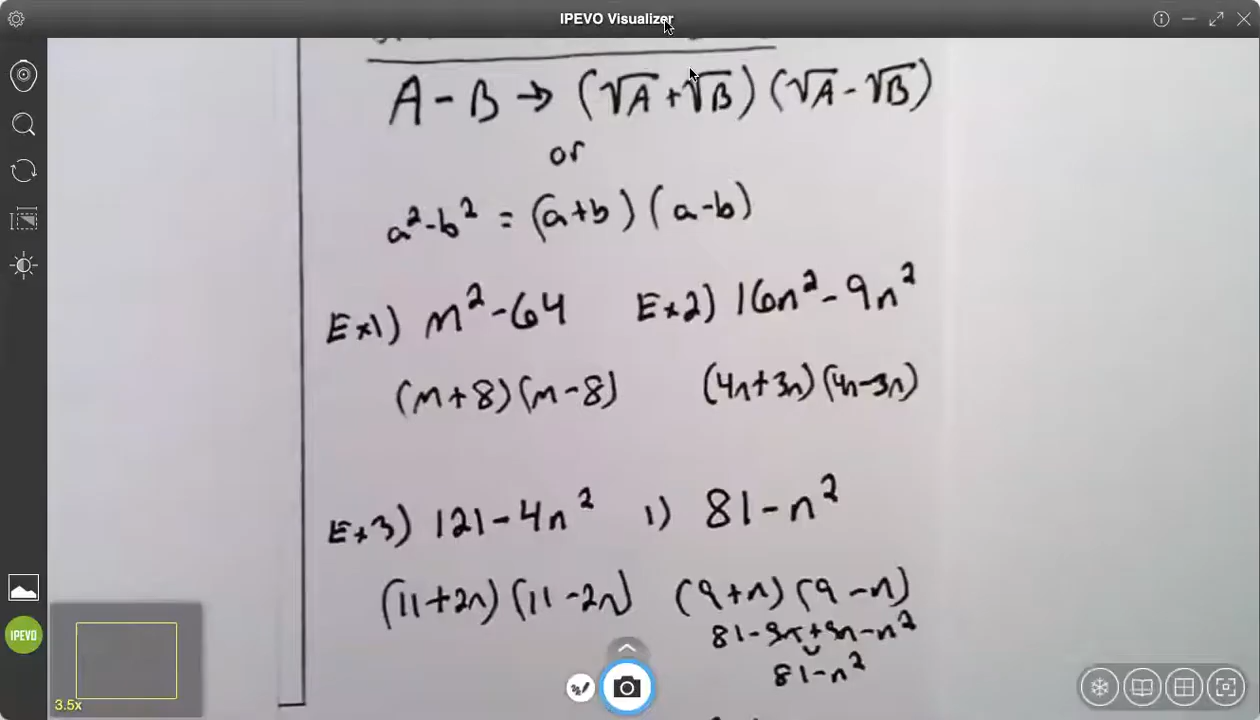 IPEVO Visualizer
A - B → (√A + √B) (√A - √B)
or
a² - b² = (a+b) (a-b)
Ex1) m² - 64
Ex2) 16n² - 9n²
(m+8)(m-8)
(4n+3n)(4n-3n)
Ex3) 121 - 4n²
1) 81 - n²
(11+2n)(11-2n)
(9+n)(9-n)
81-9n+9n-n²
81-n²
IPEVO
3.5x